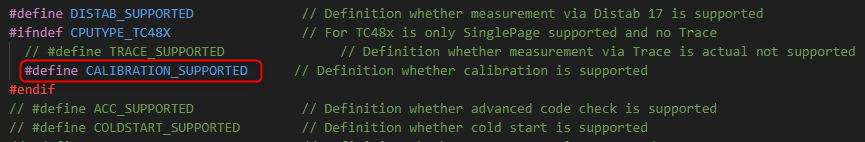 #define DISTAB_SUPPORTED // Definition whether measurement via Distab 17 is supported
#ifndef CPUTYPE_TC48X // For TC48x is only SinglePage supported and no Trace
// #define TRACE_SUPPORTED // Definition whether measurement via Trace is actual not supported
#define CALIBRATION_SUPPORTED // Definition whether calibration is supported
#endif
// #define ACC_SUPPORTED // Definition whether advanced code check is supported
// #define COLDSTART_SUPPORTED // Definition whether cold start is supported